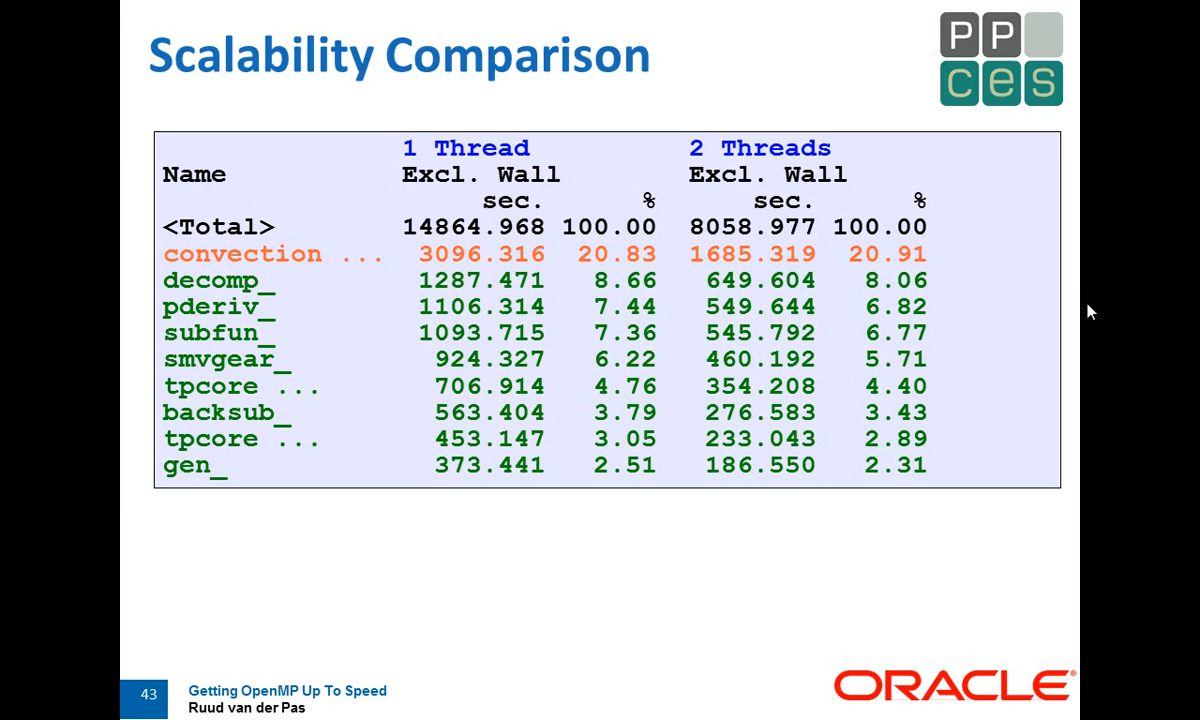 Scalability Comparison
PP
ces
1 Thread 2 Threads
Name Excl. Wall Excl. Wall
sec. % sec. %
<Total> 14864.968 100.00 8058.977 100.00
convection ... 3096.316 20.83 1685.319 20.91
decomp_ 1287.471 8.66 649.604 8.06
pderiv_ 1106.314 7.44 549.644 6.82
subfun_ 1093.715 7.36 545.792 6.77
smvgear_ 924.327 6.22 460.192 5.71
tpcore ... 706.914 4.76 354.208 4.40
backsub_ 563.404 3.79 276.583 3.43
tpcore ... 453.147 3.05 233.043 2.89
gen_ 373.441 2.51 186.550 2.31
43
Getting OpenMP Up To Speed
Ruud van der Pas
ORACLE®